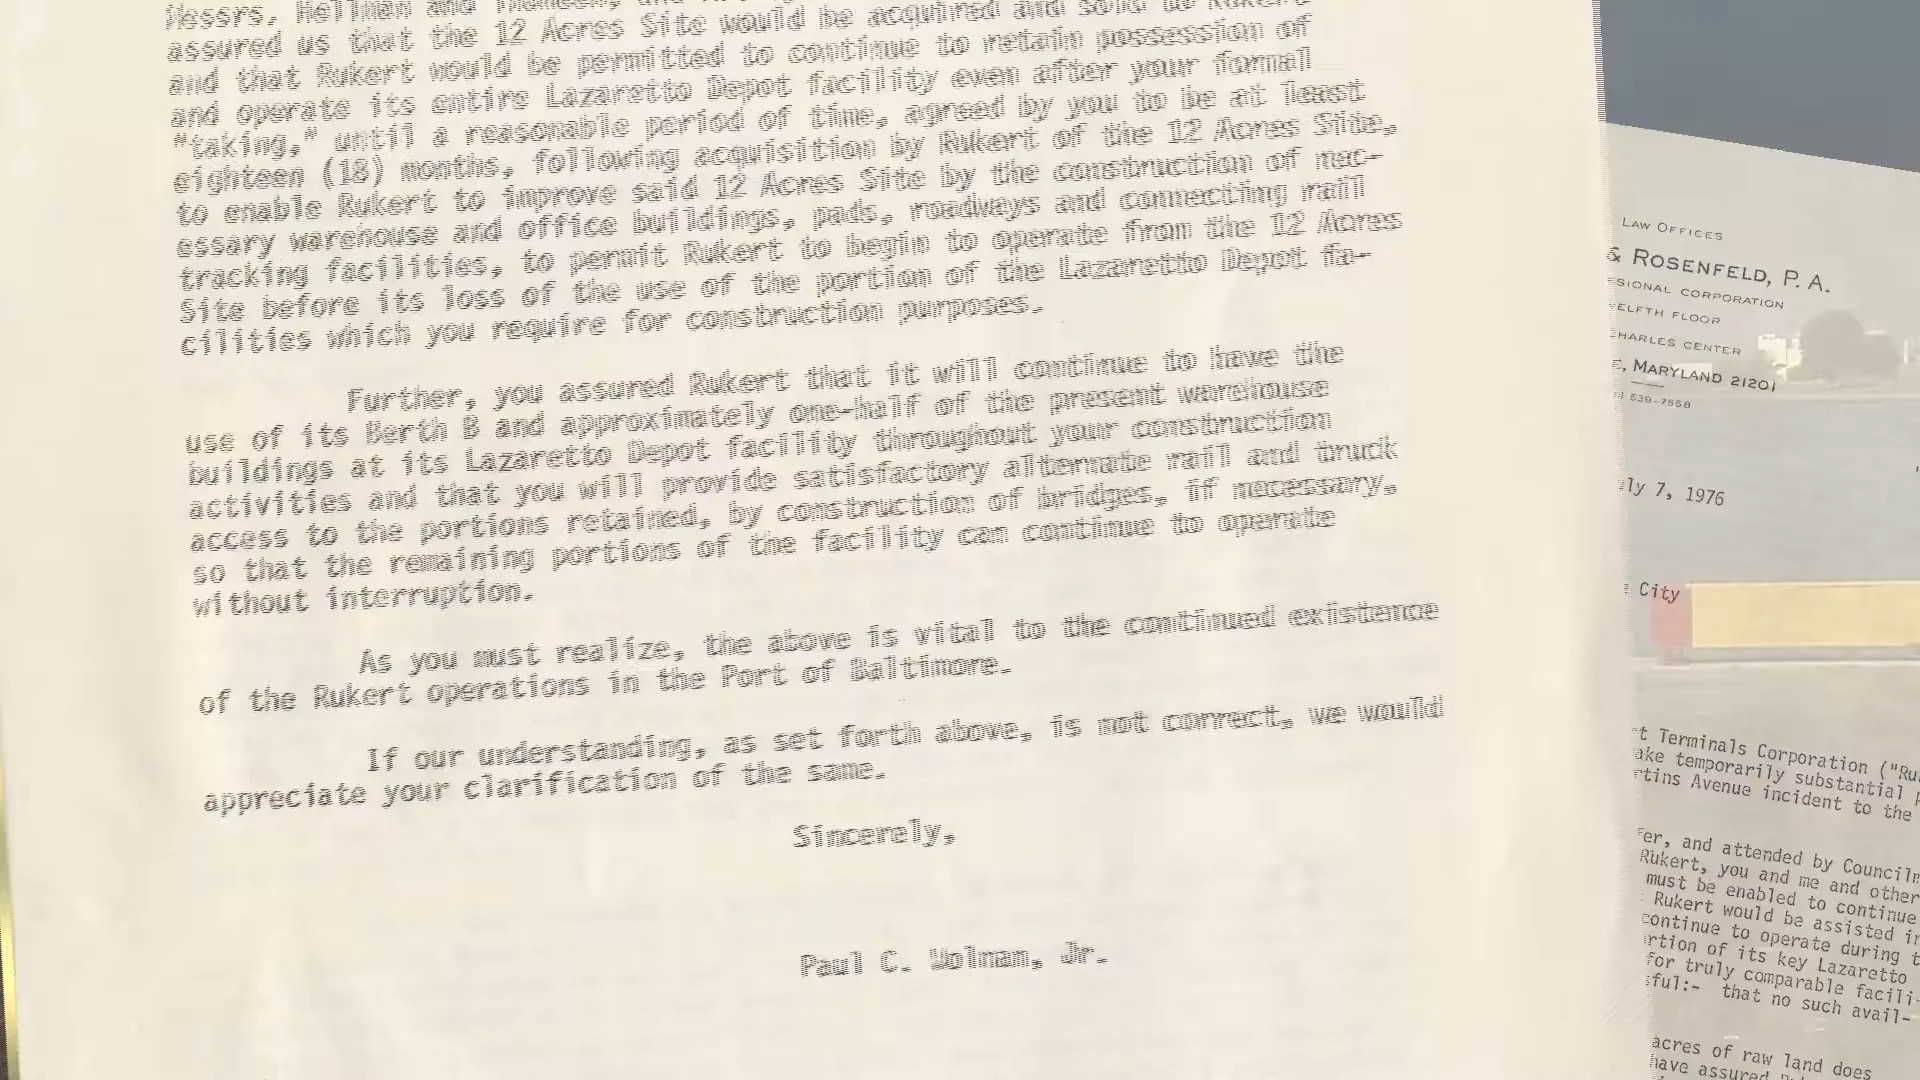 Messrs. Hellman and
assured us that the 12 Acres Site would be acquired and sold to Rukert
and that Rukert would be permitted to continue to retain possession of
and operate its entire Lazaretto Depot facility even after your formal
"taking," until a reasonable period of time, agreed by you to be at least
eighteen (18) months, following acquisition by Rukert of the 12 Acres Site,
to enable Rukert to improve said 12 Acres Site by the construction of nec-
essary warehouse and office buildings, pads, roadways and connecting rail
tracking facilities, to permit Rukert to begin to operate from the 12 Acres
Site before its loss of the use of the portion of the Lazaretto Depot fa-
cilities which you require for construction purposes.
Further, you assured Rukert that it will continue to have the
use of its Berth B and approximately one-half of the present warehouse
buildings at its Lazaretto Depot facility throughout your construction
activities and that you will provide satisfactory alternate rail and truck
access to the portions retained, by construction of bridges, if necessary,
so that the remaining portions of the facility can continue to operate
without interruption.
As you must realize, the above is vital to the continued existence
of the Rukert operations in the Port of Baltimore.
If our understanding, as set forth above, is not correct, we would
appreciate your clarification of the same.
Sincerely,
Paul C. Wolman, Jr.
LAW OFFICES
& ROSENFELD, P. A.
SIONAL CORPORATION
ELFTH FLOOR
CHARLES CENTER
E, MARYLAND 21201
) 539-7558
ly 7, 1976
City
t Terminals Corporation ("Ru
ake temporarily substantial p
rtins Avenue incident to the
er, and attended by Counciln
Rukert, you and me and other
must be enabled to continue
Rukert would be assisted in
continue to operate during t
rtion of its key Lazaretto
for truly comparable facili-
ful:- that no such avail-
acres of raw land does
have assured